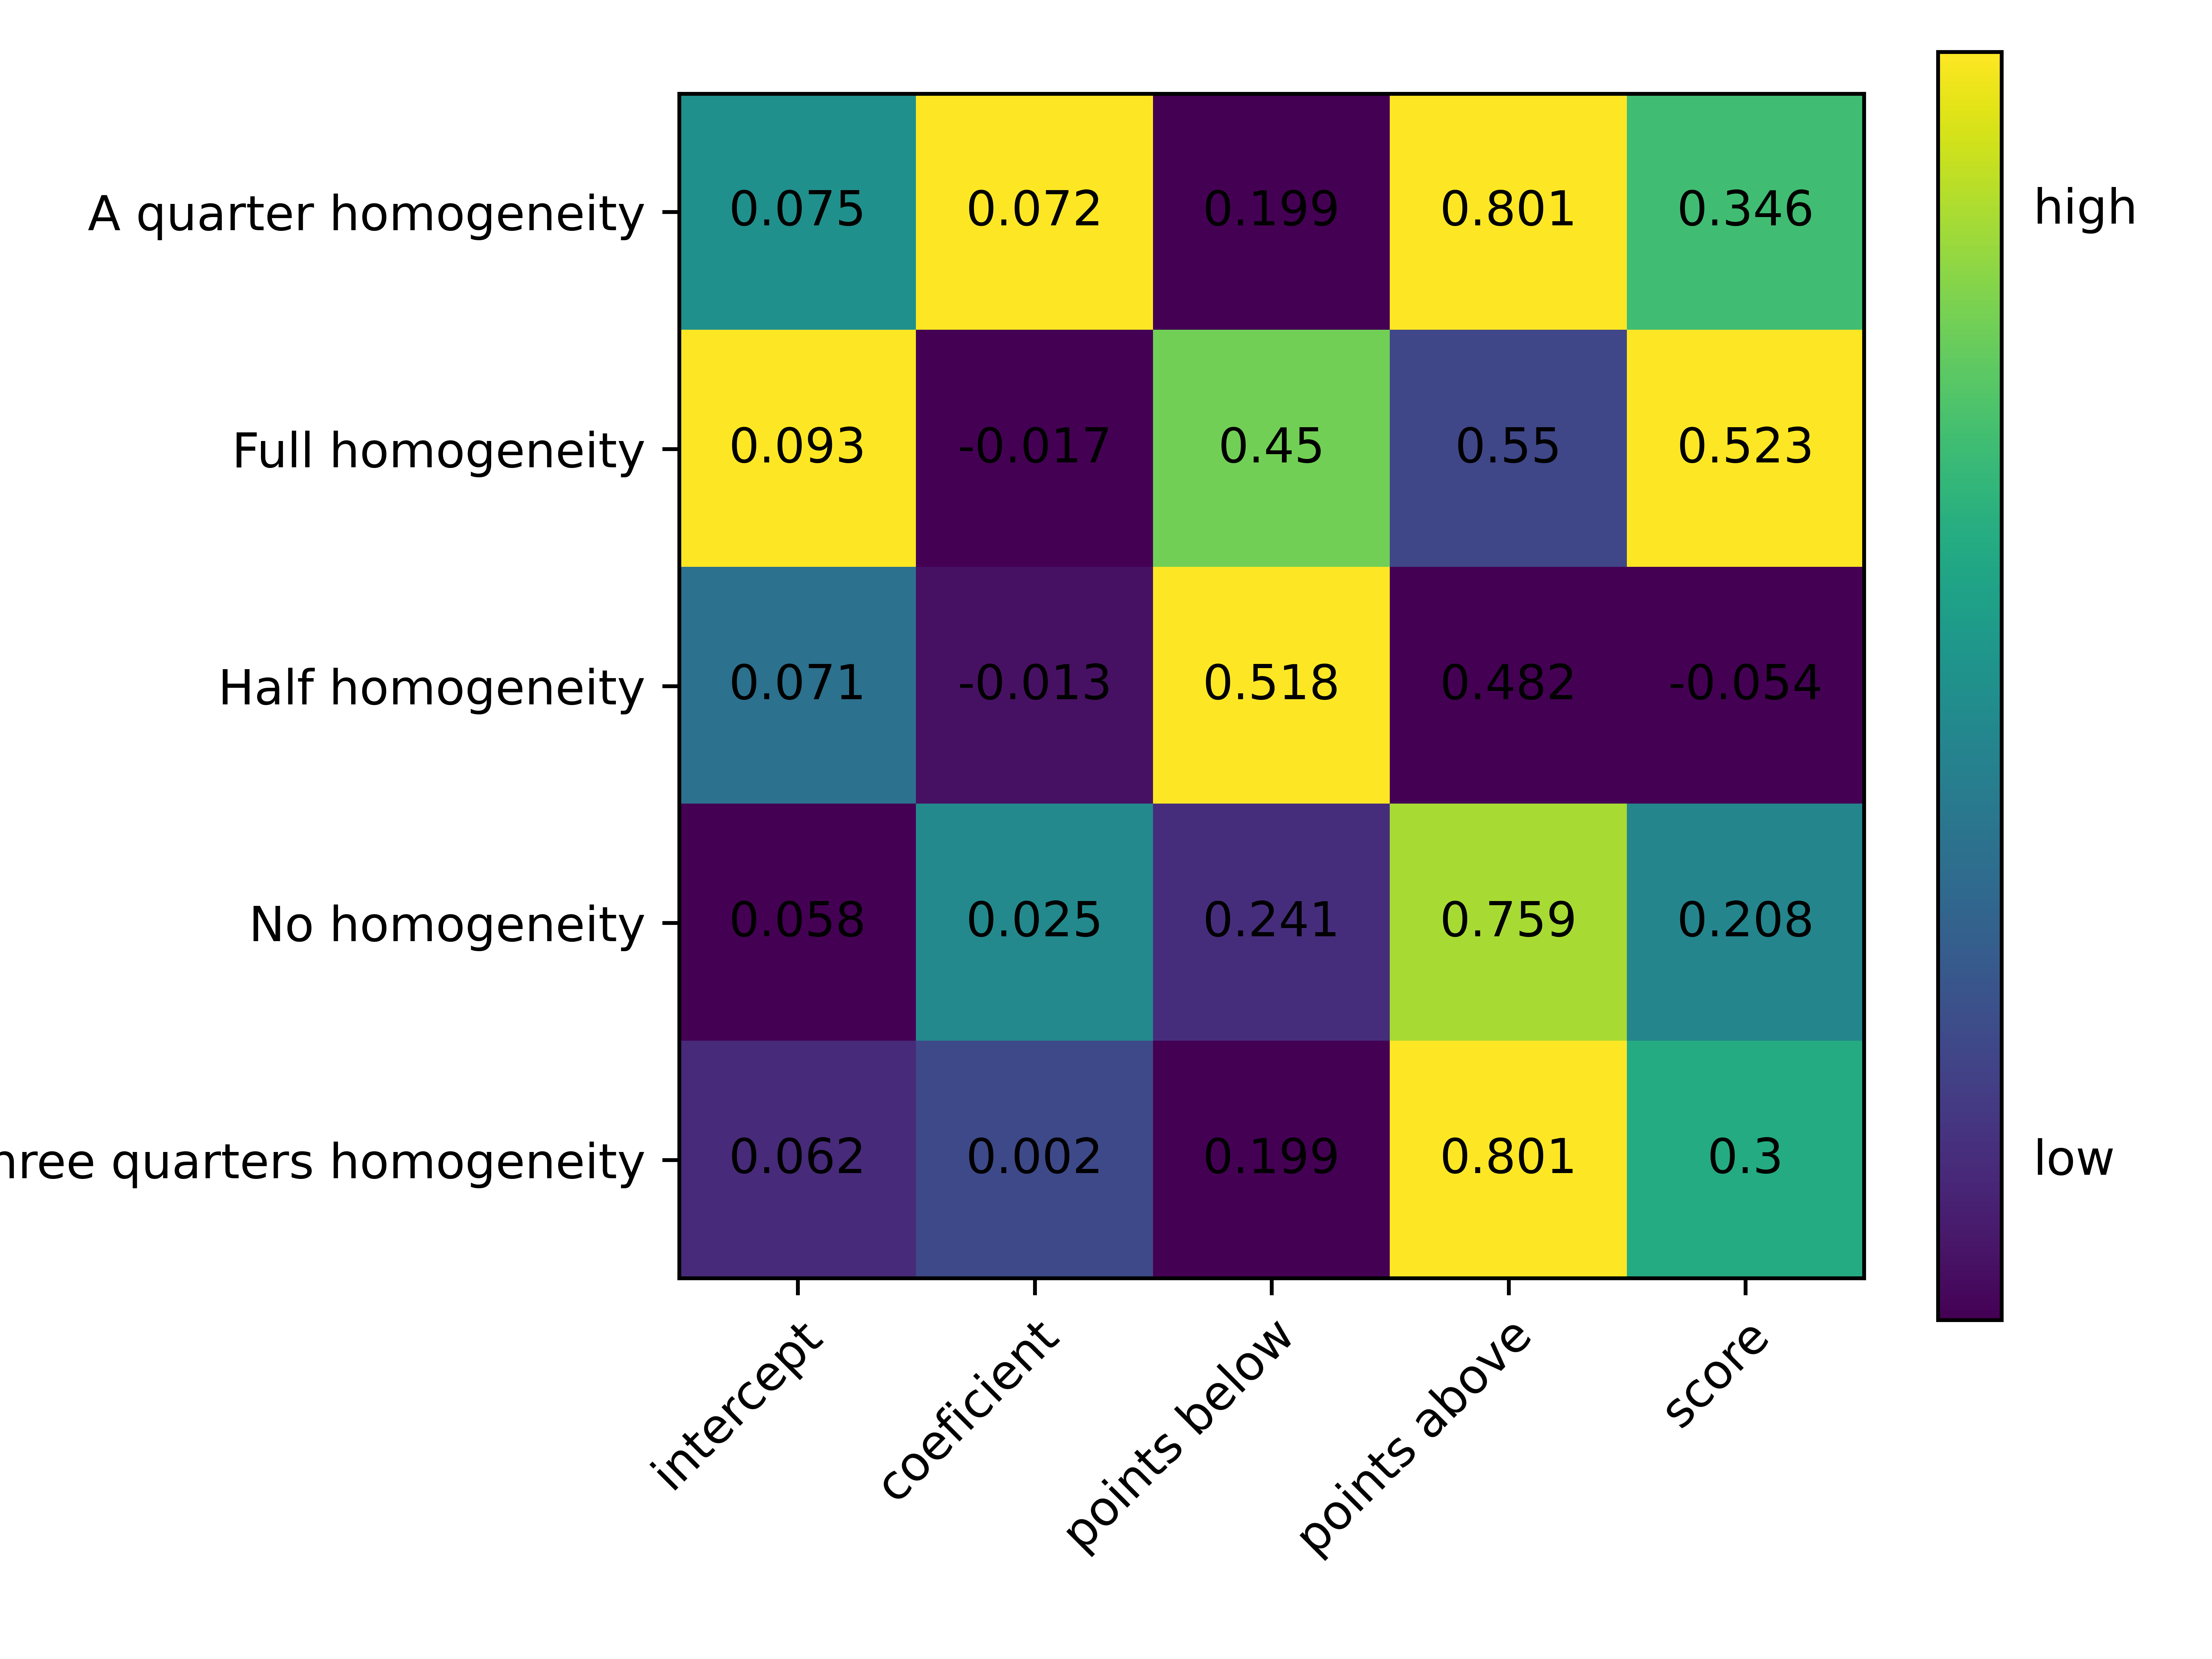 high
A quarter homogeneity 0.075 0.072 0.199 0.801 0.346
Full homogeneity 0.093 -0.017 0.45 0.55 0.523
Half homogeneity 0.071 -0.013 0.518 0.482 -0.054
No homogeneity 0.058 0.025 0.241 0.759 0.208
hree quarters homogeneity 0.062 0.002 0.199 0.801 0.3
low
intercept
coeficient
points below
points above
score